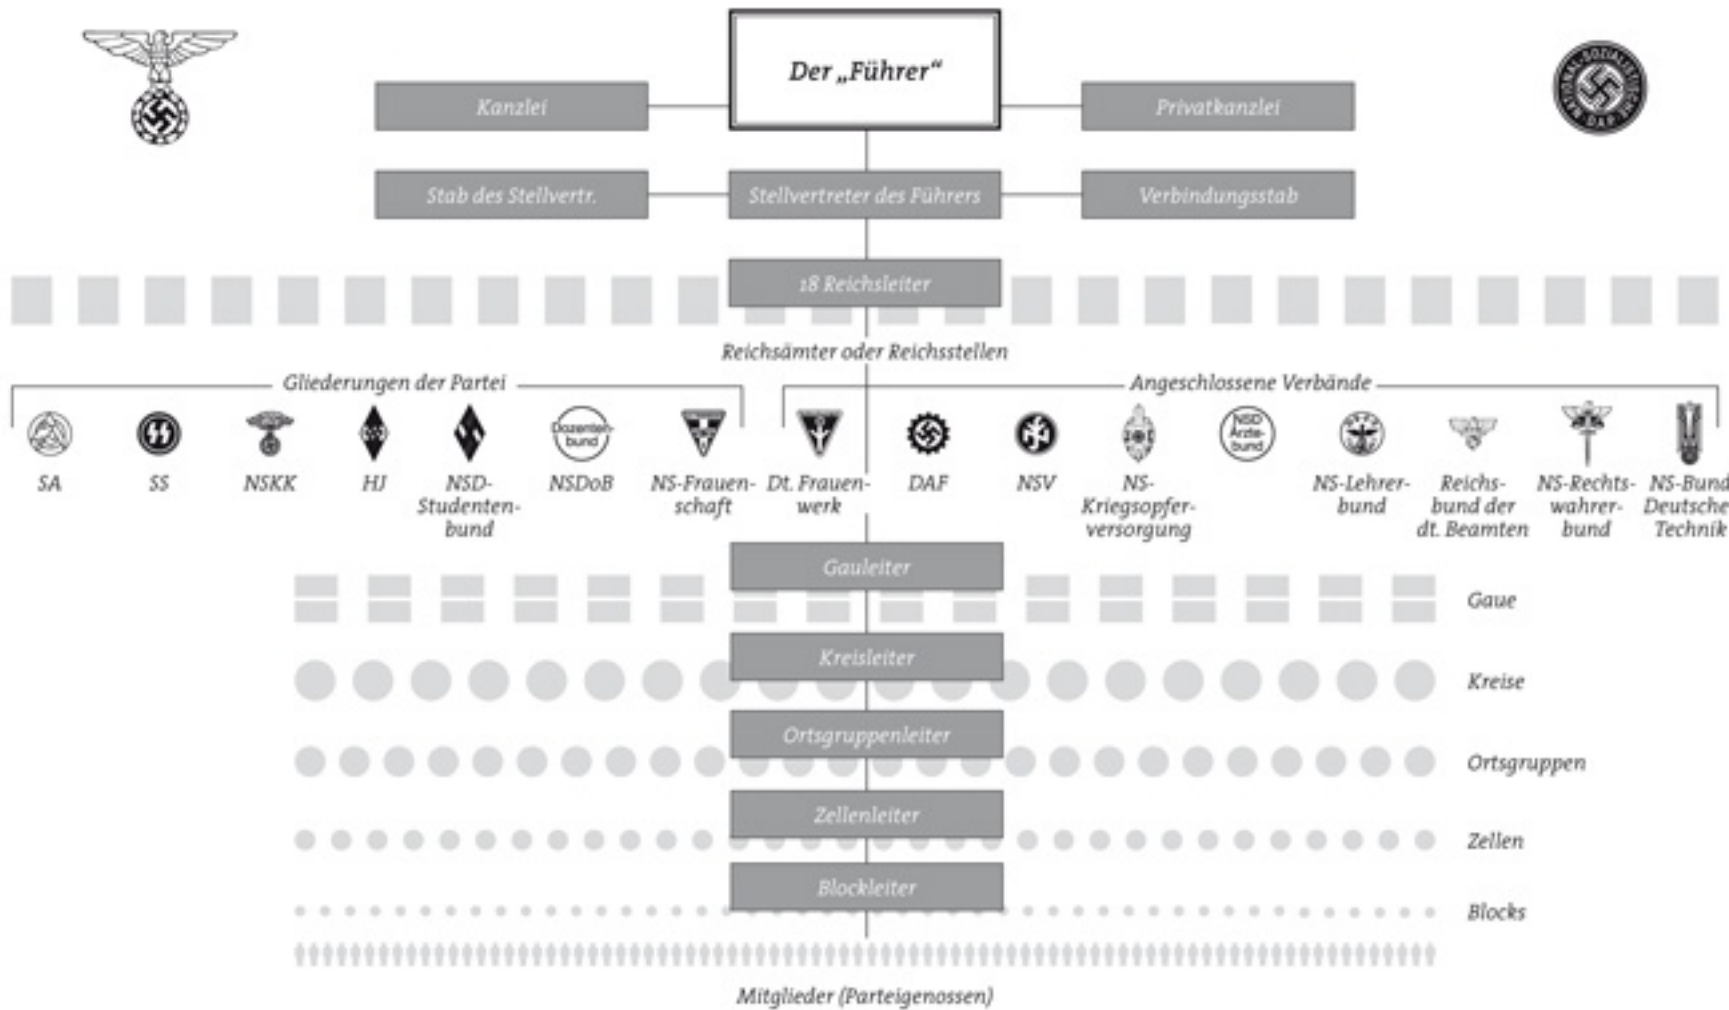 Der „Führer“
Kanzlei
Privatkanzlei
Stab des Stellvertr.
Stellvertreter des Führers
Verbindungsstab
18 Reichsleiter
Reichsämter oder Reichsstellen
Gliederungen der Partei
Angeschlossene Verbände
SA
SS
NSKK
HJ
NSD-
Studenten-
bund
Dozenten-
bund
NSDoB
NS-Frauen-
schaft
Dt. Frauen-
werk
DAF
NSV
NS-
Kriegsopfer-
versorgung
NSD
Ärzte-
bund
NS-Lehrer-
bund
Reichs-
bund der
dt. Beamten
NS-Rechts-
wahrer-
bund
NS-Bund
Deutsche
Technik
Gauleiter
Gaue
Kreisleiter
Kreise
Ortsgruppenleiter
Ortsgruppen
Zellenleiter
Zellen
Blockleiter
Blocks
Mitglieder (Parteigenossen)
NATIONAL-SOZIALISTISCHE
D.A.P.